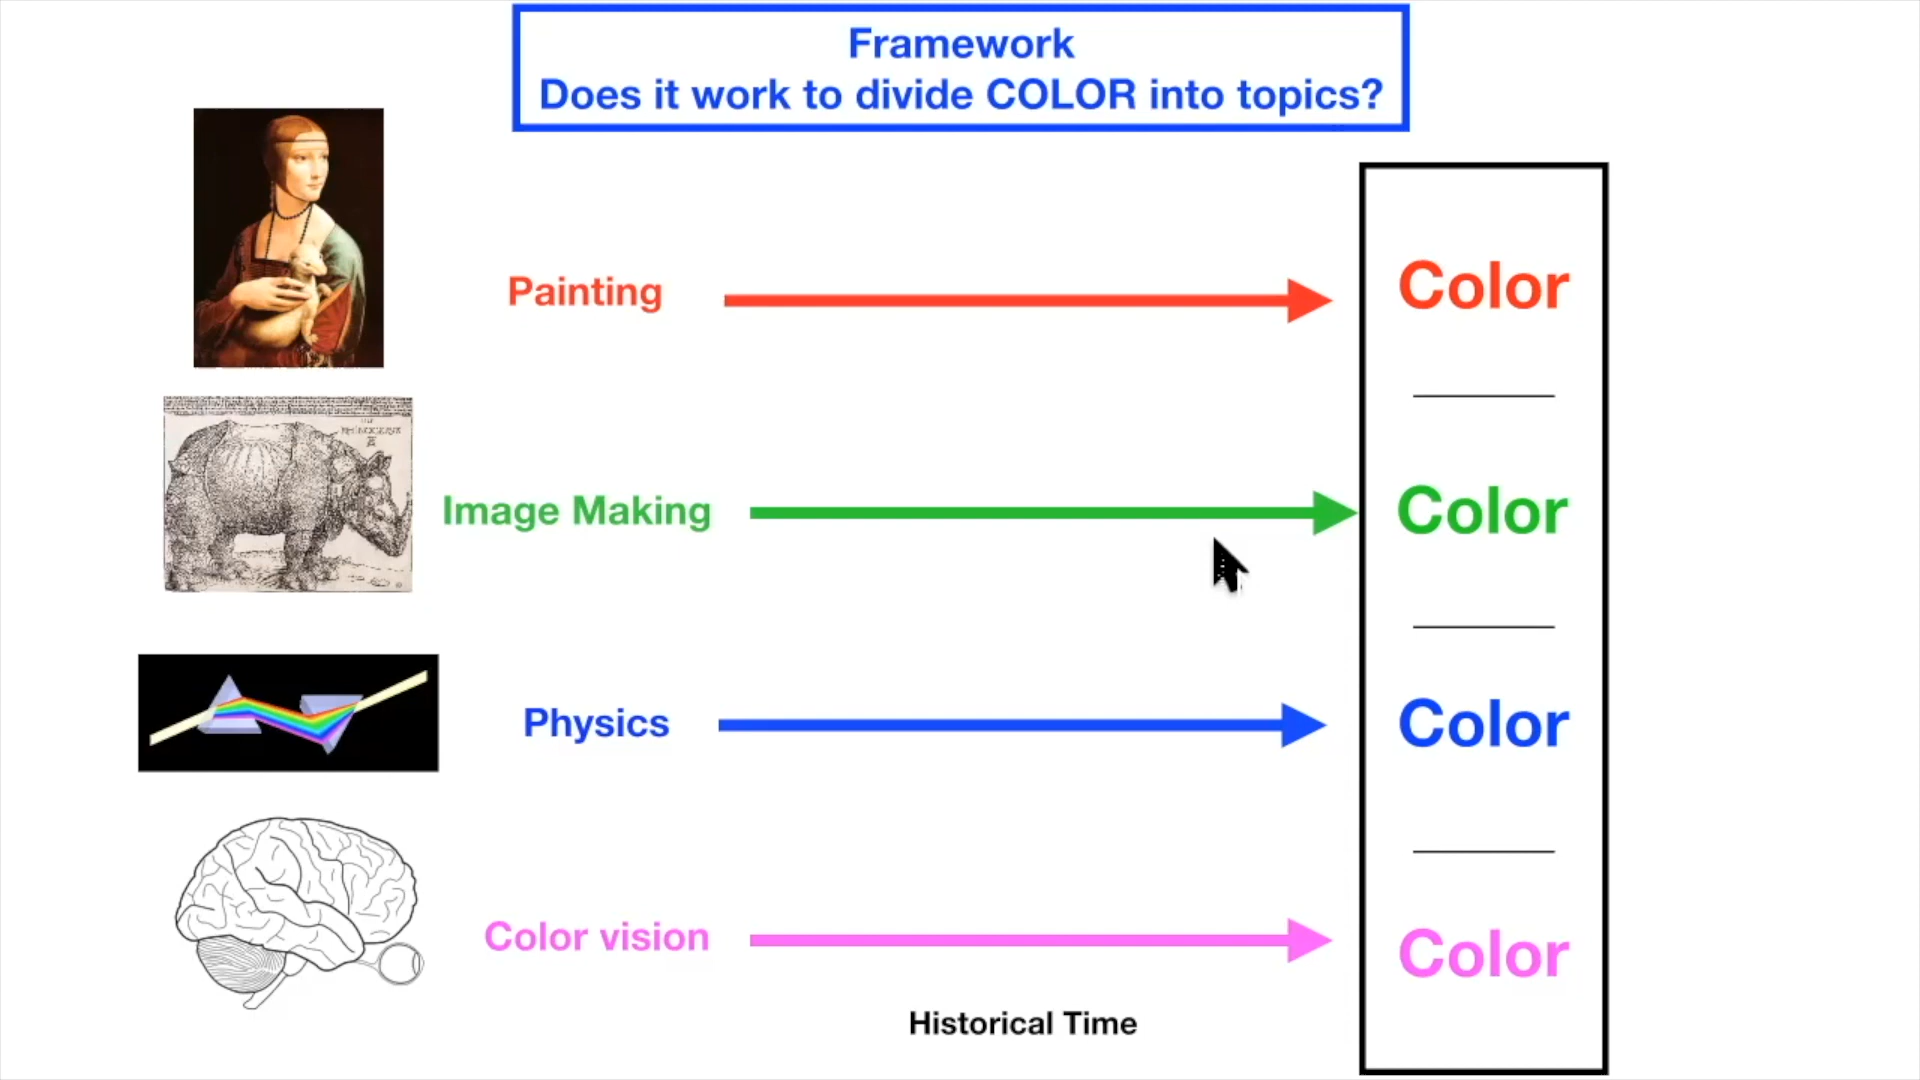 Framework
Does it work to divide COLOR into topics?
Painting
Color
RHINOCERVS
Image Making
Color
Physics
Color
Color vision
Color
Historical Time